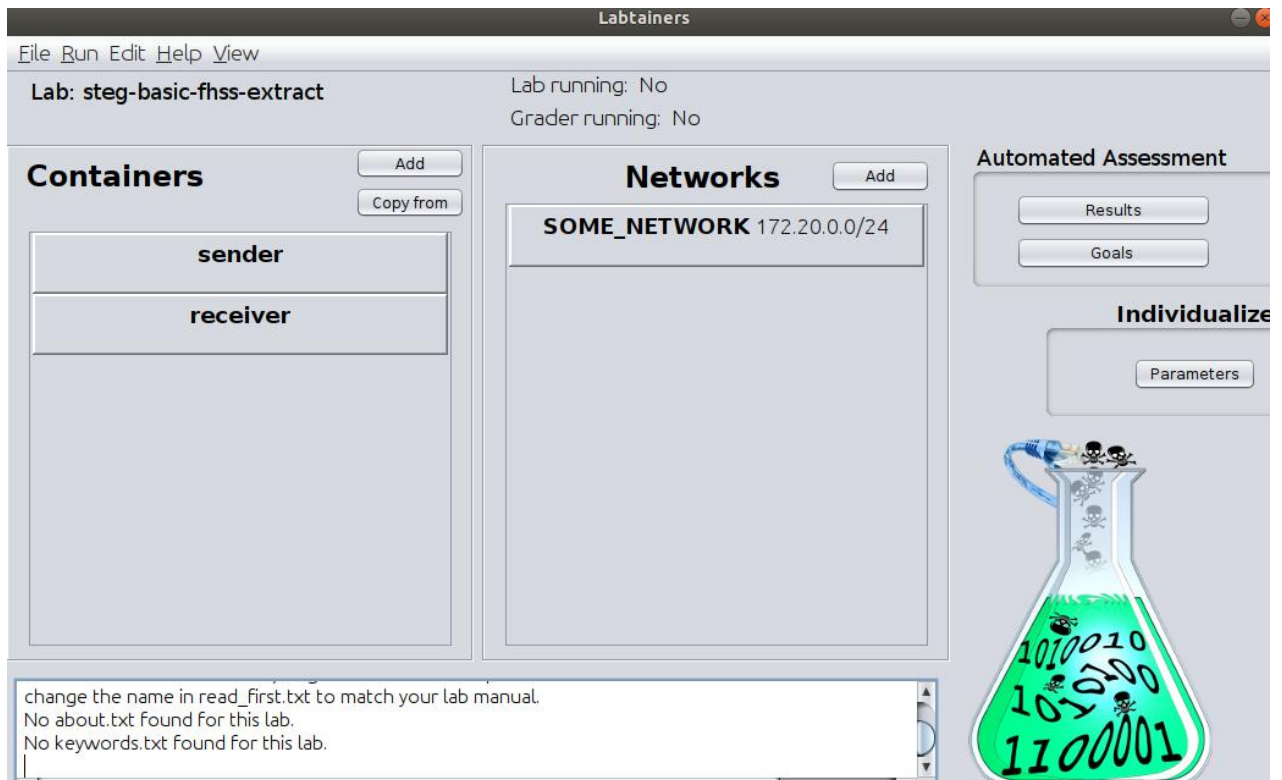 Labtainers
File Run Edit Help View
Lab: steg-basic-fhss-extract
Lab running: No
Grader running: No
Containers
Add
Copy from
sender
receiver
Networks
Add
SOME_NETWORK 172.20.0.0/24
Automated Assessment
Results
Goals
Individualize
Parameters
1010010
1010100
1100001
change the name in read_first.txt to match your lab manual.
No about.txt found for this lab.
No keywords.txt found for this lab.